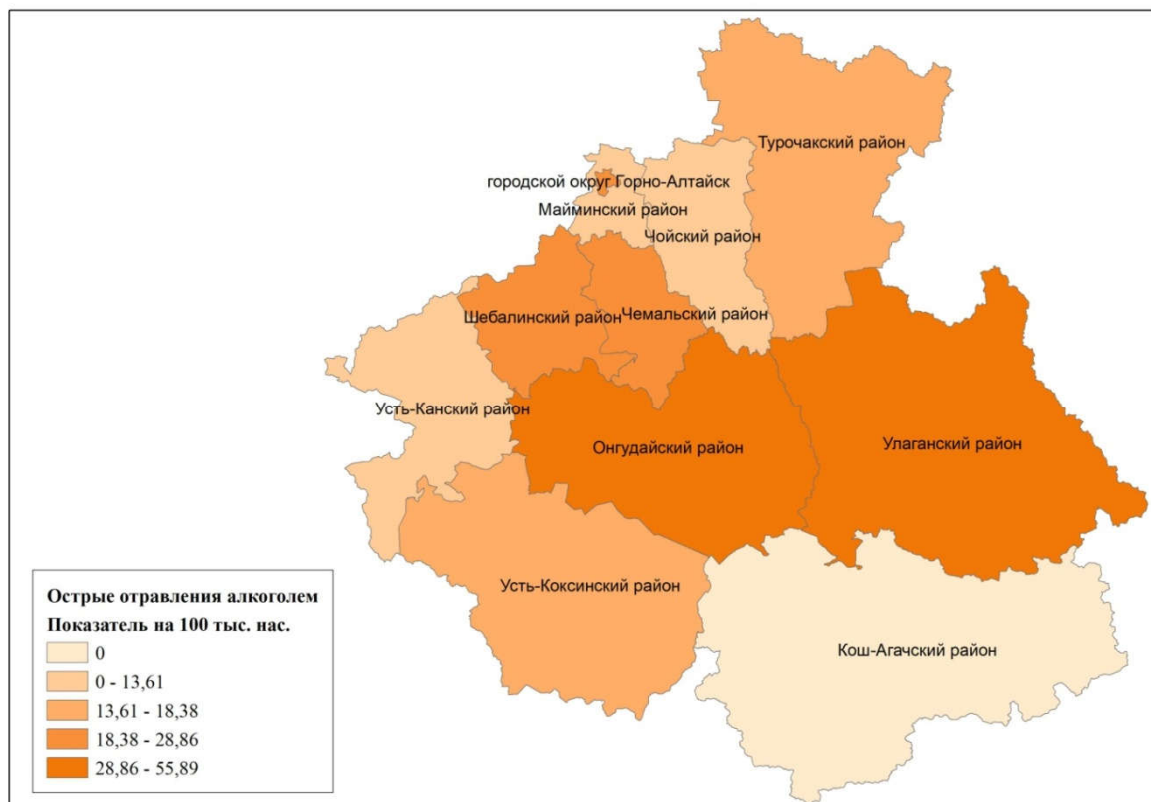 Турочакский район
городской округ Горно-Алтайск
Майминский район
Чойский район
Шебалинский район
Чемальский район
Усть-Канский район
Онгудайский район
Улаганский район
Усть-Коксинский район
Кош-Агачский район
Острые отравления алкоголем
Показатель на 100 тыс. нас.
0
0 - 13,61
13,61 - 18,38
18,38 - 28,86
28,86 - 55,89